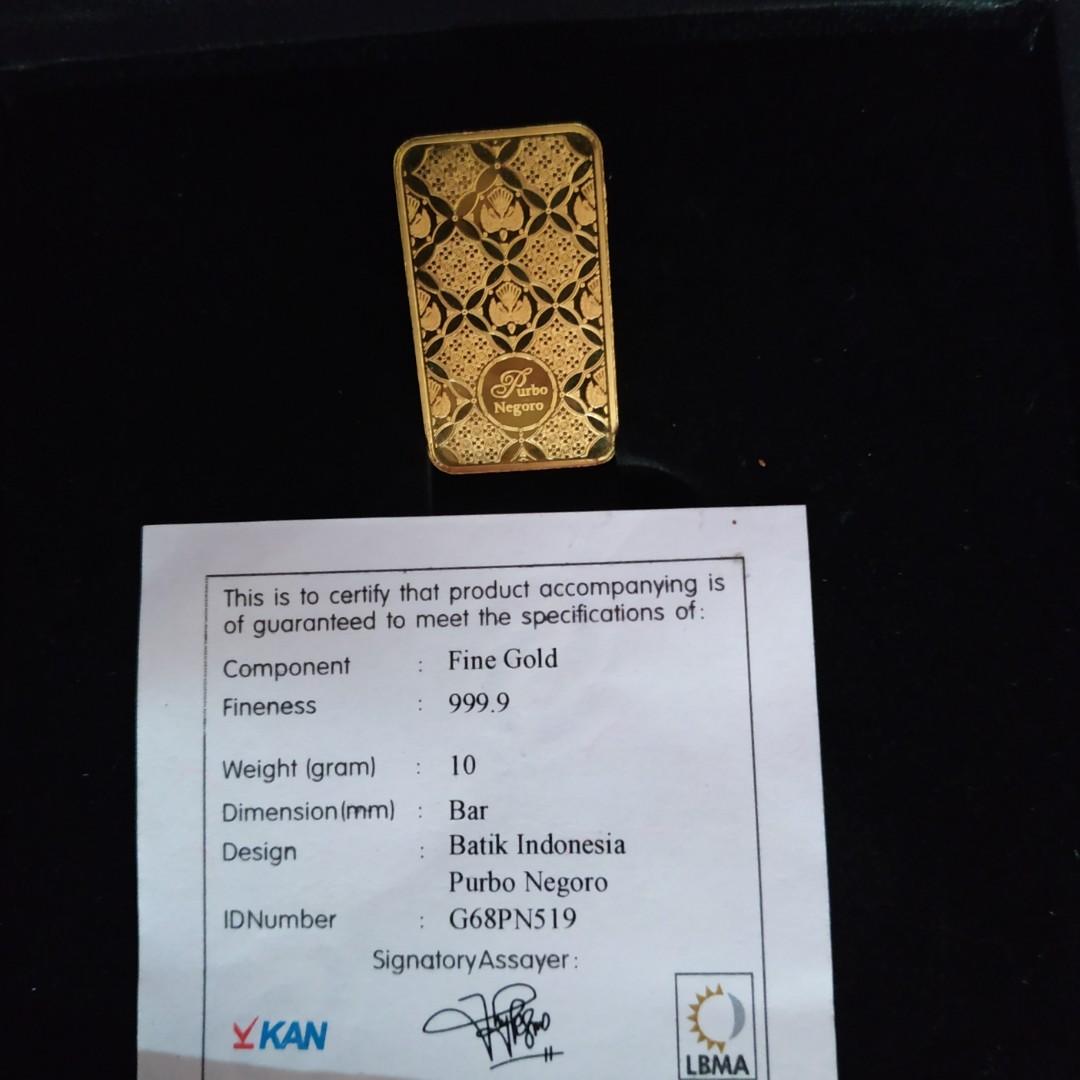 Purbo
Negoro
This is to certify that product accompanying is
of guaranteed to meet the specifications of:
Component : Fine Gold
Fineness : 999.9
Weight (gram) : 10
Dimension(mm) : Bar
Design : Batik Indonesia
Purbo Negoro
IDNumber : G68PN519
SignatoryAssayer:
KAN
LBMA